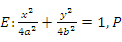 E: x²/4a² + y²/4b² = 1, P